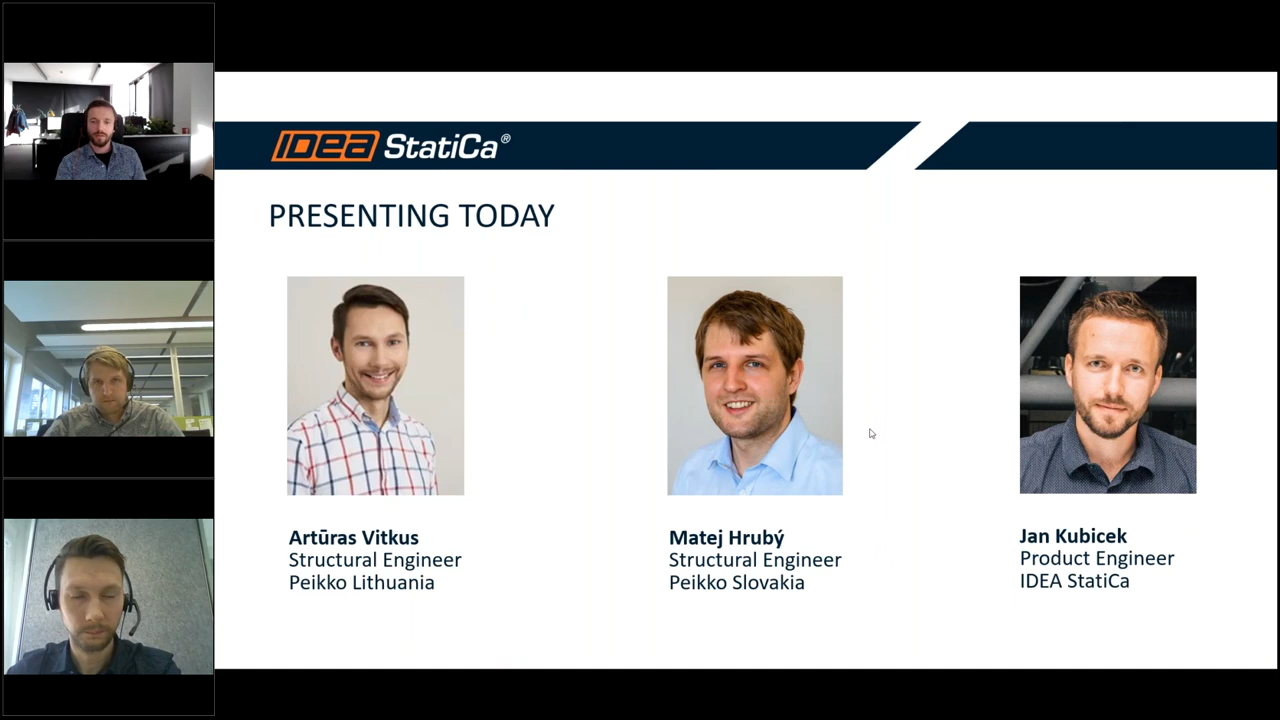 IDEA StatiCa®
PRESENTING TODAY
Artūras Vitkus
Structural Engineer
Peikko Lithuania
Matej Hrubý
Structural Engineer
Peikko Slovakia
Jan Kubicek
Product Engineer
IDEA StatiCa